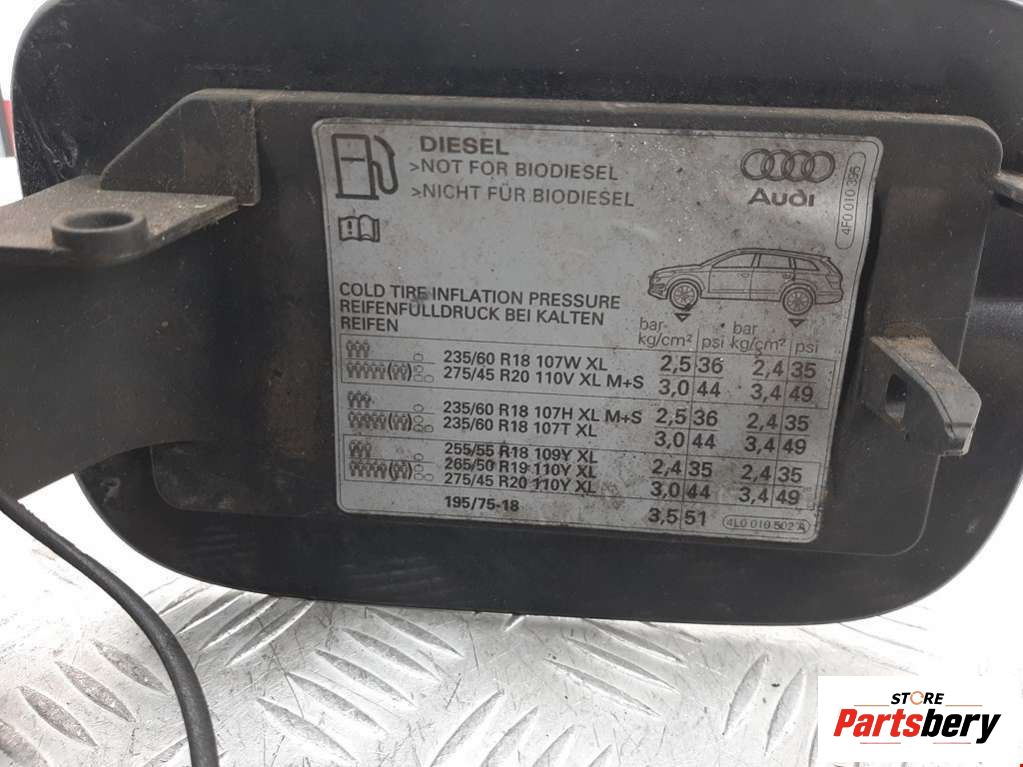 DIESEL
>NOT FOR BIODIESEL
>NICHT FÜR BIODIESEL
Audi
4F0 010 395
COLD TIRE INFLATION PRESSURE
REIFENFÜLLDRUCK BEI KALTEN
REIFEN
bar kg/cm² psi bar kg/cm² psi
235/60 R18 107W XL 2,5 36 2,4 35
275/45 R20 110V XL M+S 3,0 44 3,4 49
235/60 R18 107H XL M+S 2,5 36 2,4 35
235/60 R18 107T XL 3,0 44 3,4 49
255/55 R18 109Y XL
265/50 R19 110Y XL 2,4 35 2,4 35
275/45 R20 110Y XL 3,0 44 3,4 49
195/75-18 3,5 51
4L0 010 502 A
STORE
Partsbery